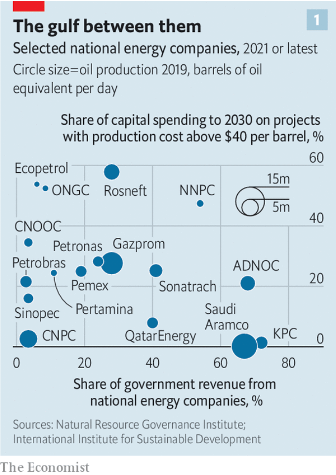 1
The gulf between them
Selected national energy companies, 2021 or latest
Circle size=oil production 2019, barrels of oil
equivalent per day
Share of capital spending to 2030 on projects
with production cost above $40 per barrel, %
60
Ecopetrol
ONGC
Rosneft
NNPC
15m
5m
40
CNOOC
Petronas
Gazprom
Petrobras
ADNOC
20
Pemex
Sonatrach
Pertamina
Sinopec
Saudi
Aramco
CNPC
QatarEnergy
KPC
0
0 20 40 60 80
Share of government revenue from
national energy companies, %
Sources: Natural Resource Governance Institute;
International Institute for Sustainable Development
The Economist